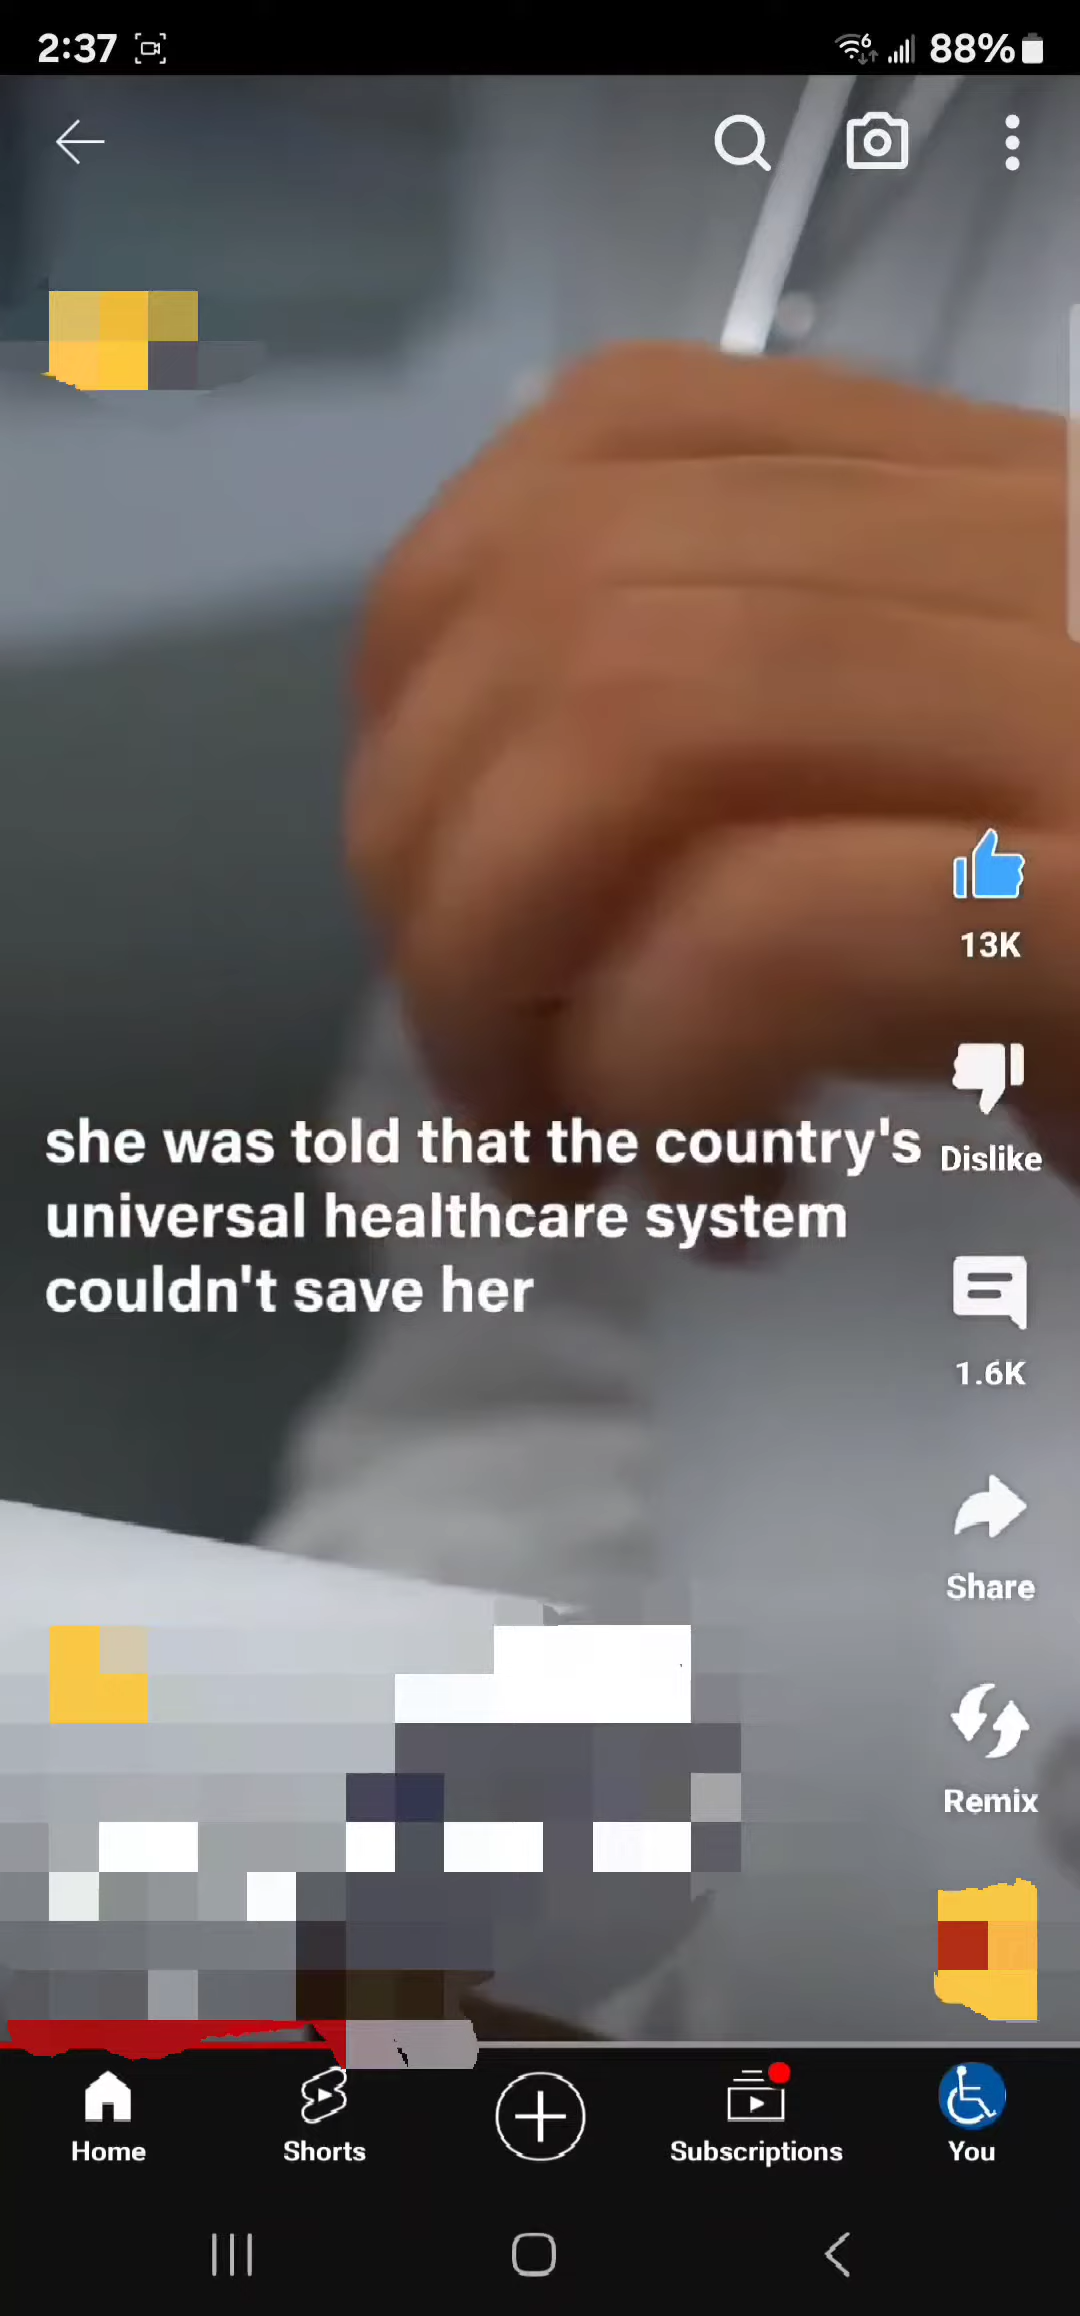 2:37
6
88%
13K
she was told that the country's
universal healthcare system
couldn't save her
Dislike
1.6K
Share
Remix
Home
Shorts
Subscriptions
You